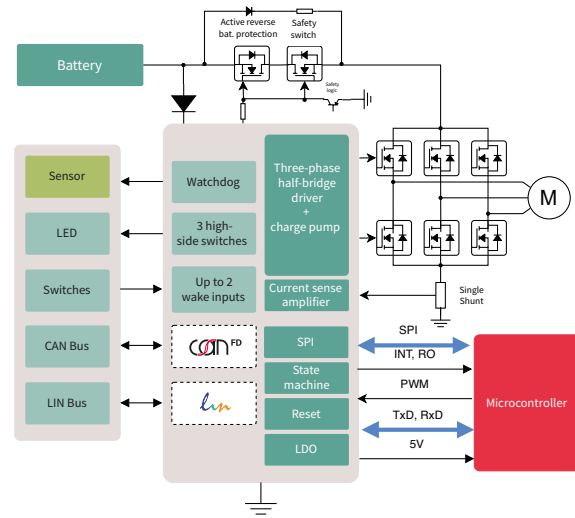 Active reverse
bat. protection
Safety
switch
Battery
Safety
logic
Sensor
LED
Switches
CAN Bus
LIN Bus
Watchdog
3 high-
side switches
Up to 2
wake inputs
CAN FD
lin
Three-phase
half-bridge
driver
+
charge pump
Current sense
amplifier
SPI
State
machine
Reset
LDO
M
Single
Shunt
SPI
INT, RO
PWM
TxD, RxD
5V
Microcontroller